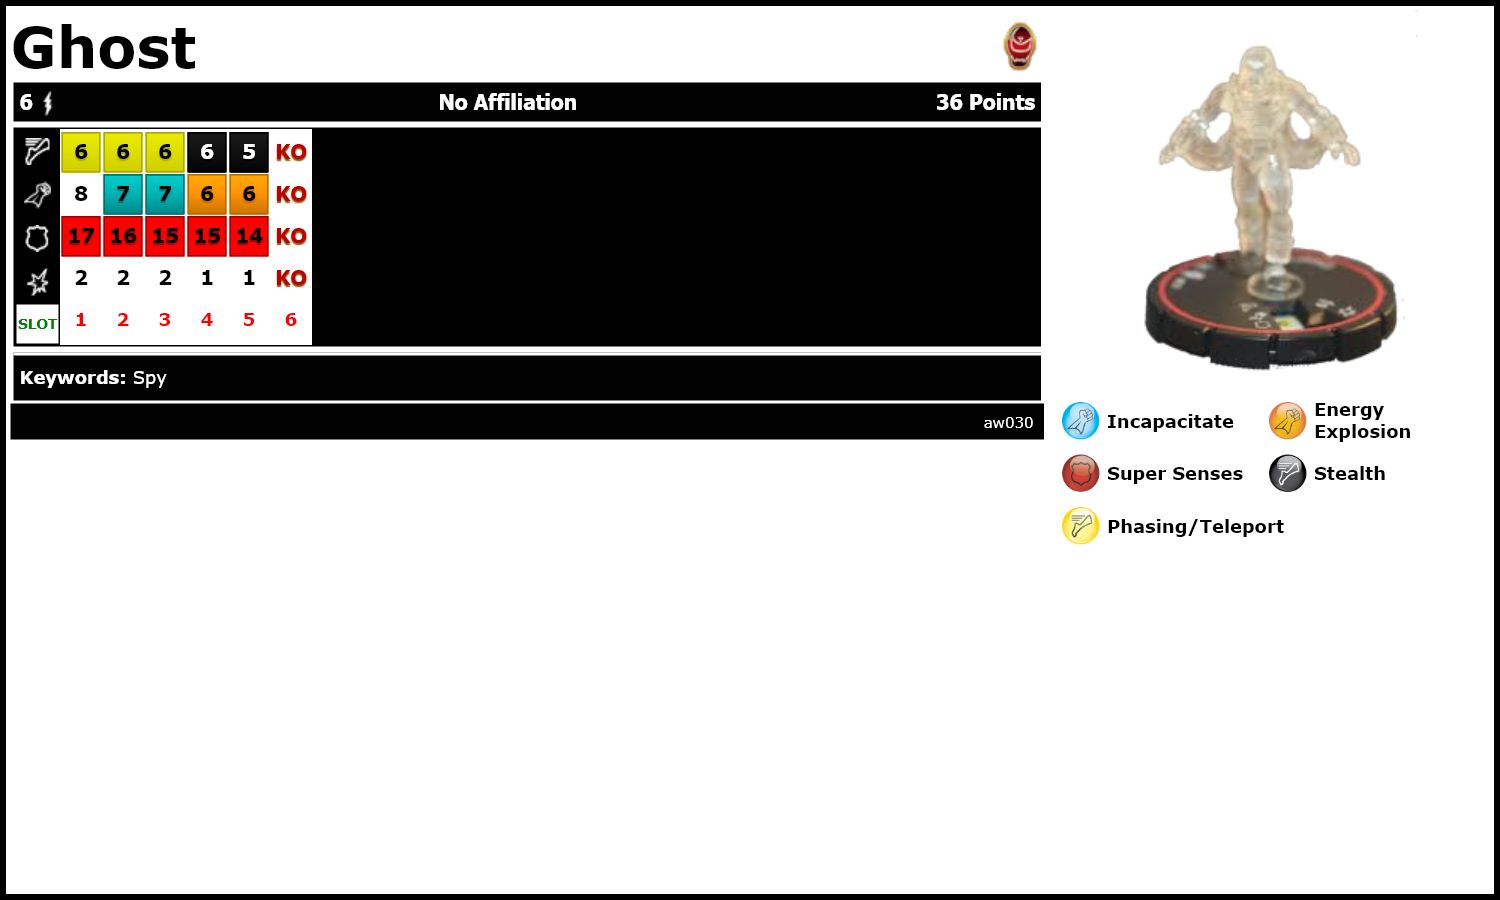 Ghost
6 No Affiliation 36 Points
6 6 6 6 5 KO
8 7 7 6 6 KO
17 16 15 15 14 KO
2 2 2 1 1 KO
SLOT 1 2 3 4 5 6
Keywords: Spy
aw030
Incapacitate
Energy
Explosion
Super Senses
Stealth
Phasing/Teleport